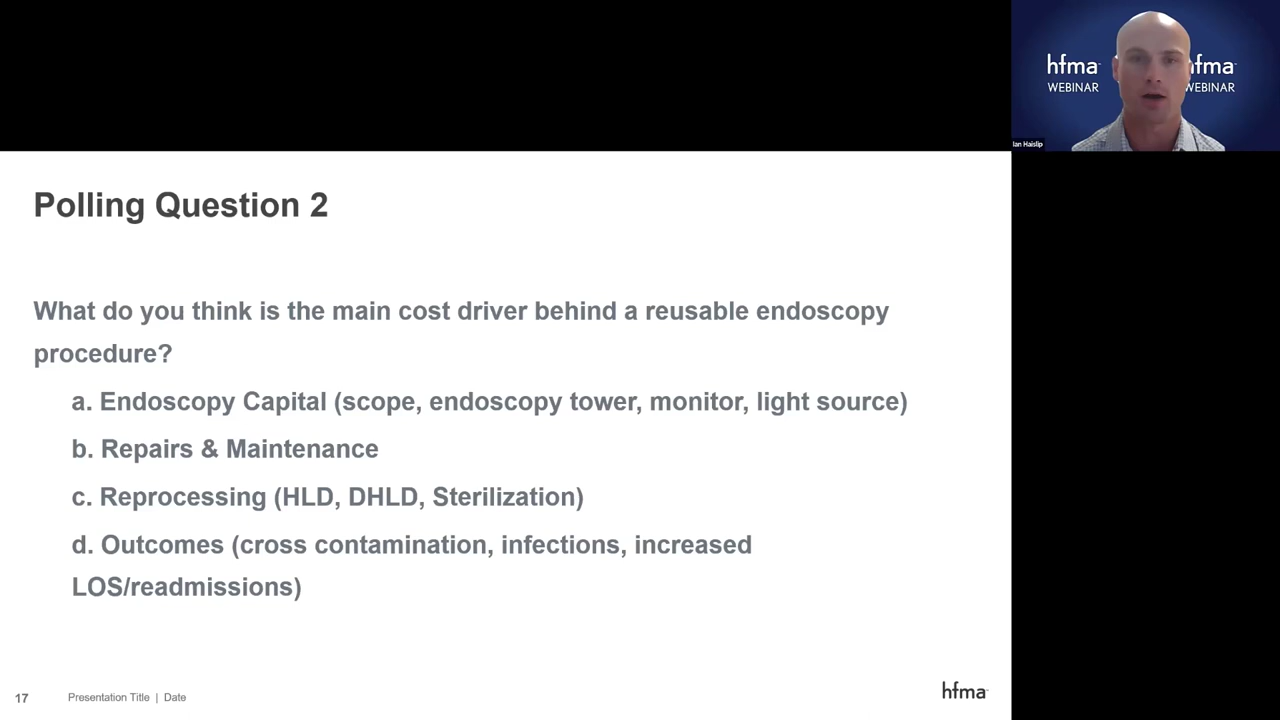 hfma
hfma
WEBINAR
WEBINAR
Ian Haislip
Polling Question 2
What do you think is the main cost driver behind a reusable endoscopy
procedure?
a. Endoscopy Capital (scope, endoscopy tower, monitor, light source)
b. Repairs & Maintenance
c. Reprocessing (HLD, DHLD, Sterilization)
d. Outcomes (cross contamination, infections, increased
LOS/readmissions)
17
Presentation Title | Date
hfma